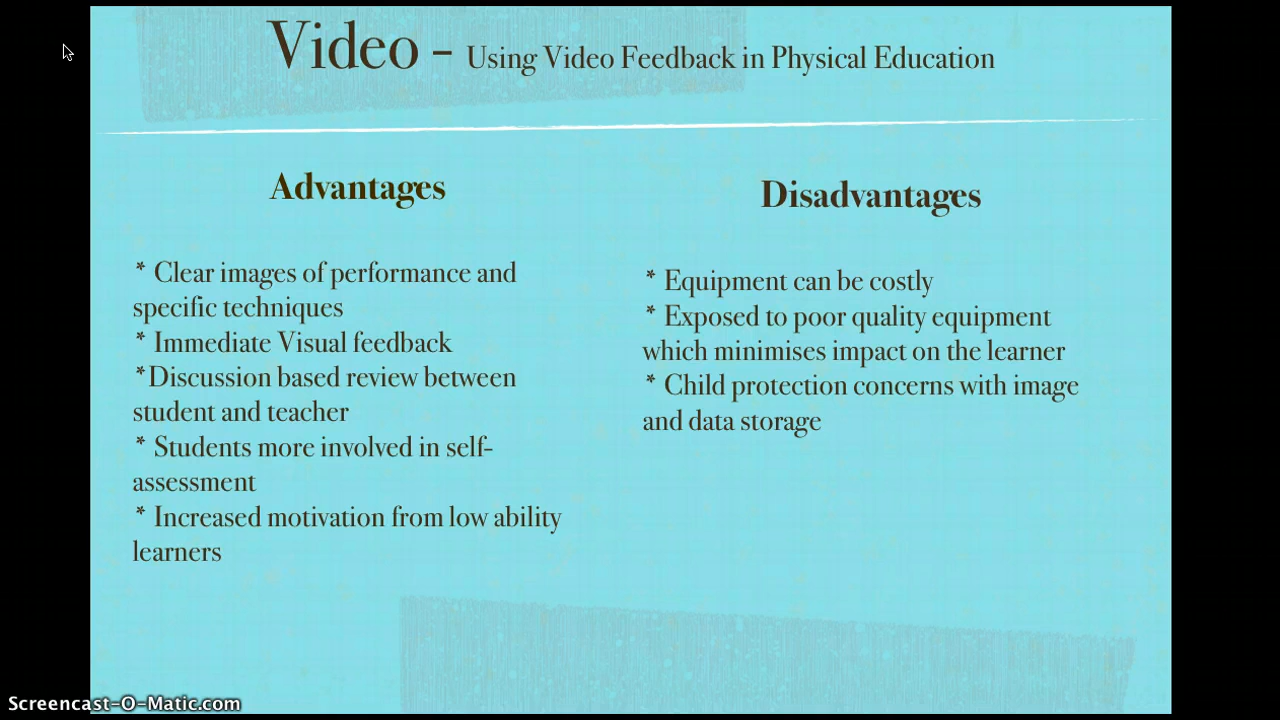 Video - Using Video Feedback in Physical Education
Advantages
* Clear images of performance and
specific techniques
* Immediate Visual feedback
*Discussion based review between
student and teacher
* Students more involved in self-
assessment
* Increased motivation from low ability
learners
Disadvantages
* Equipment can be costly
* Exposed to poor quality equipment
which minimises impact on the learner
* Child protection concerns with image
and data storage
Screencast-O-Matic.com